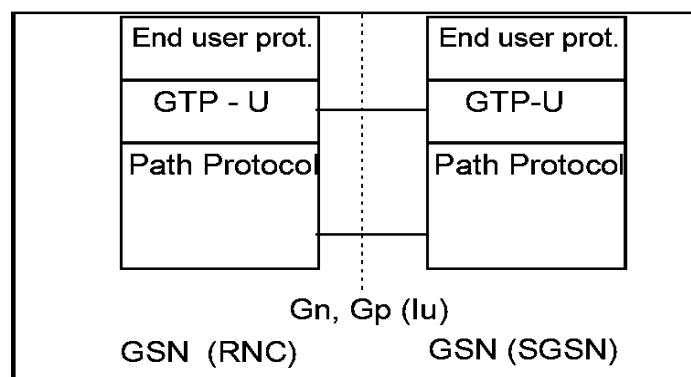 End user prot.
End user prot.
GTP - U
GTP-U
Path Protocol
Path Protocol
Gn, Gp (Iu)
GSN (RNC)
GSN (SGSN)